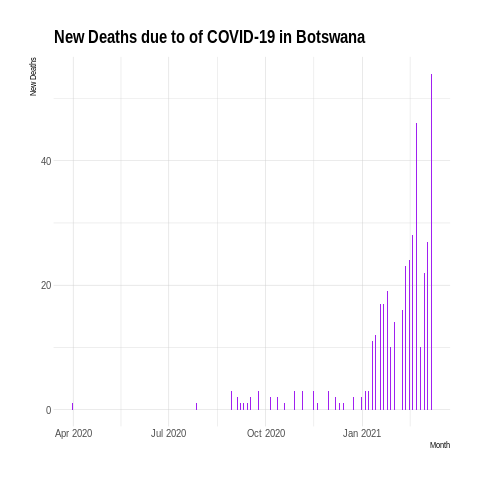 New Deaths due to of COVID-19 in Botswana
New Deaths
40
20
0
Apr 2020
Jul 2020
Oct 2020
Jan 2021
Month